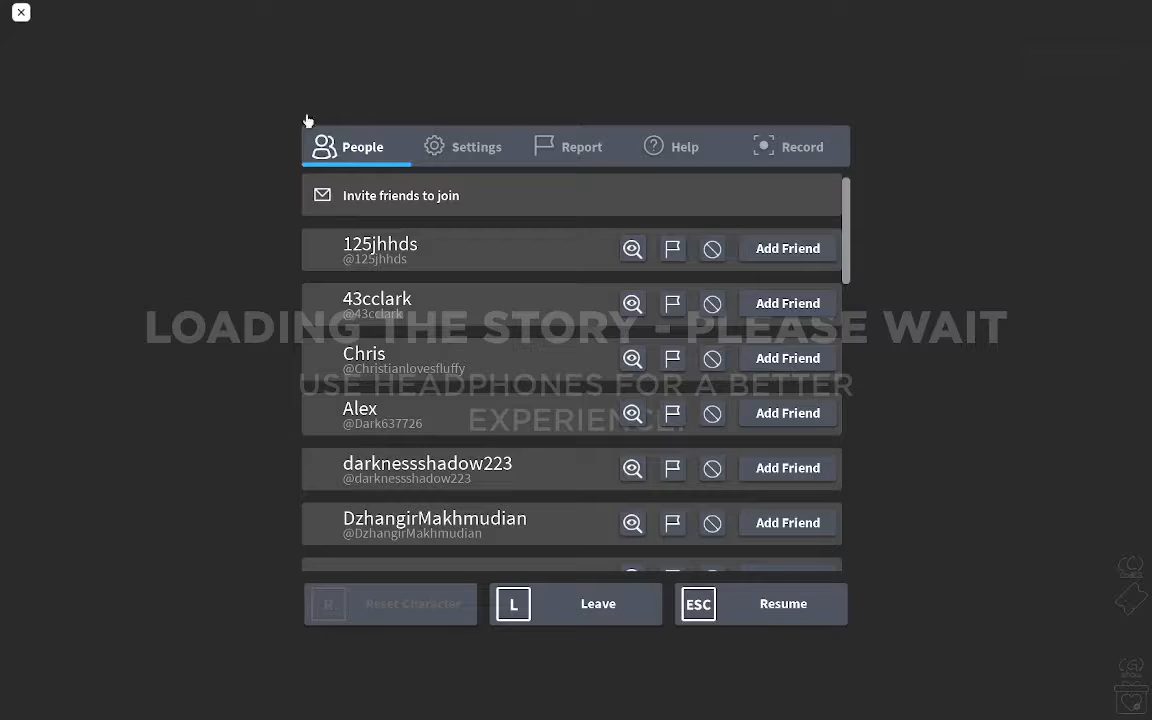 People Settings Report Help Record
Invite friends to join
125jhhds
@125jhhds
Add Friend
43cclark
@43cclark
Add Friend
LOADING THE STORY - PLEASE WAIT
Chris
@Christianlovesfluffy
Add Friend
USE HEADPHONES FOR A BETTER
EXPERIENCE.
Alex
@Dark637726
Add Friend
darknessshadow223
@darknessshadow223
Add Friend
DzhangirMakhmudian
@DzhangirMakhmudian
Add Friend
R Reset Character
L Leave
ESC Resume